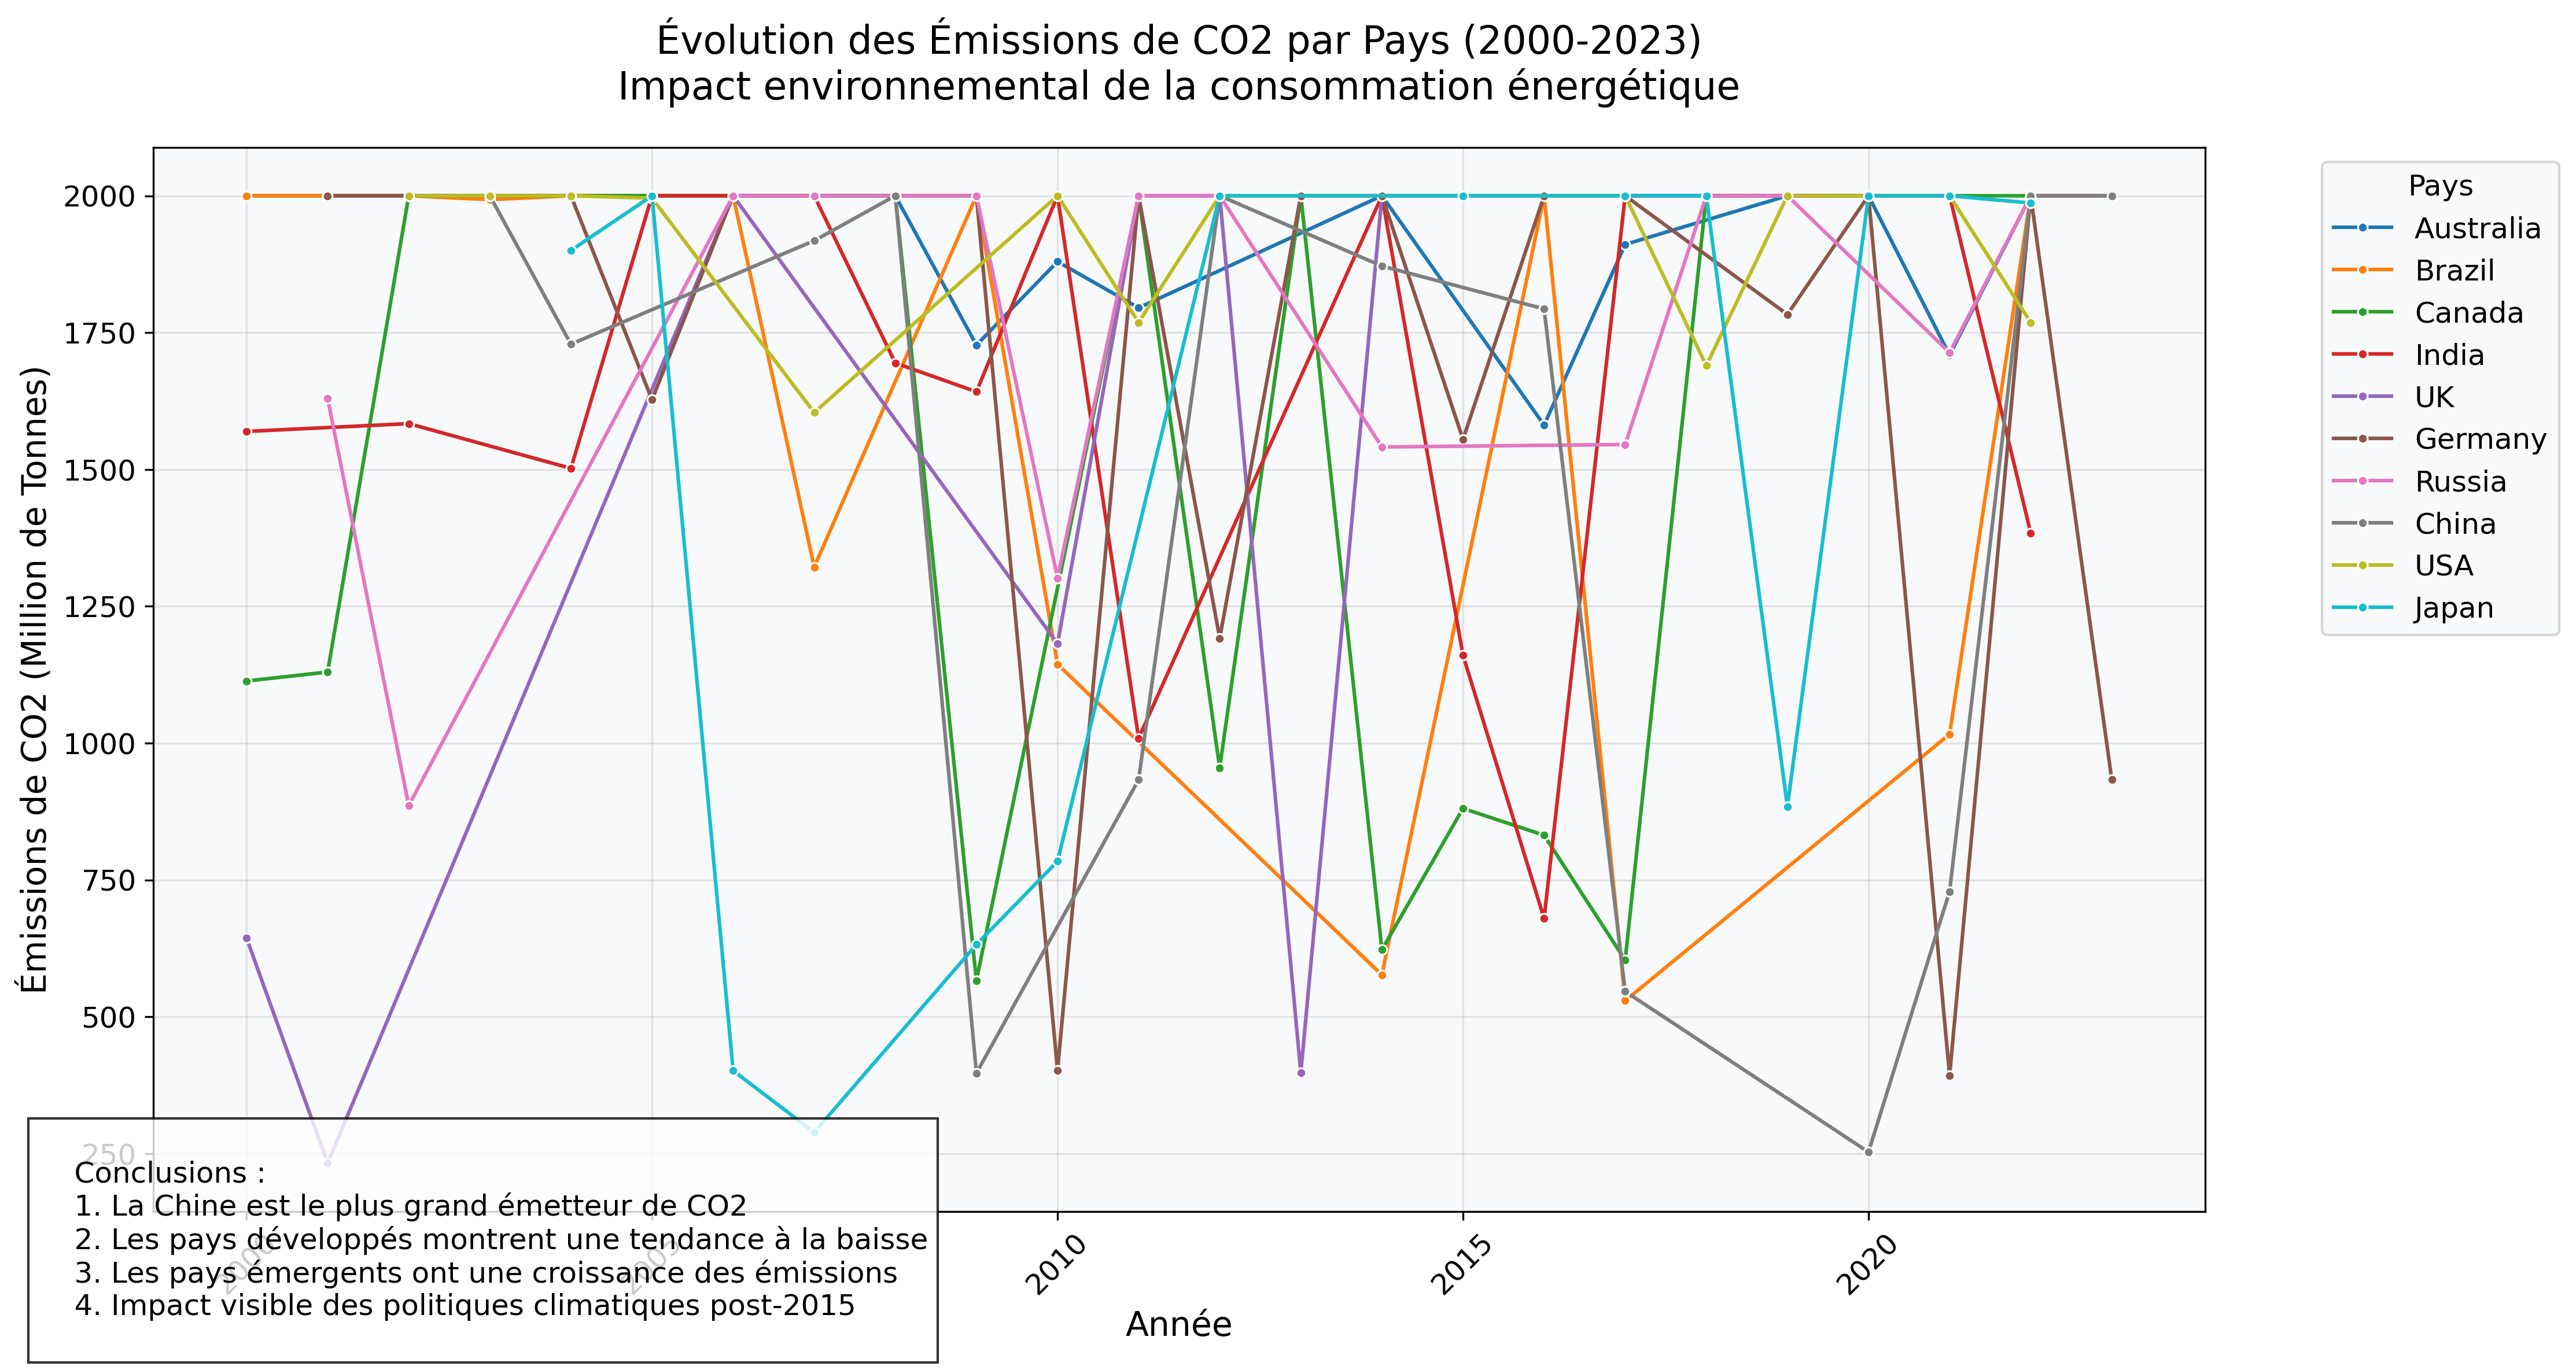 Évolution des Émissions de CO2 par Pays (2000-2023)
Impact environnemental de la consommation énergétique
Pays
Australia
Brazil
Canada
India
UK
Germany
Russia
China
USA
Japan
Émissions de CO2 (Million de Tonnes)
2000
1750
1500
1250
1000
750
500
250
Conclusions :
1. La Chine est le plus grand émetteur de CO2
2. Les pays développés montrent une tendance à la baisse
3. Les pays émergents ont une croissance des émissions
4. Impact visible des politiques climatiques post-2015
2000
2005
2010
2015
2020
Année